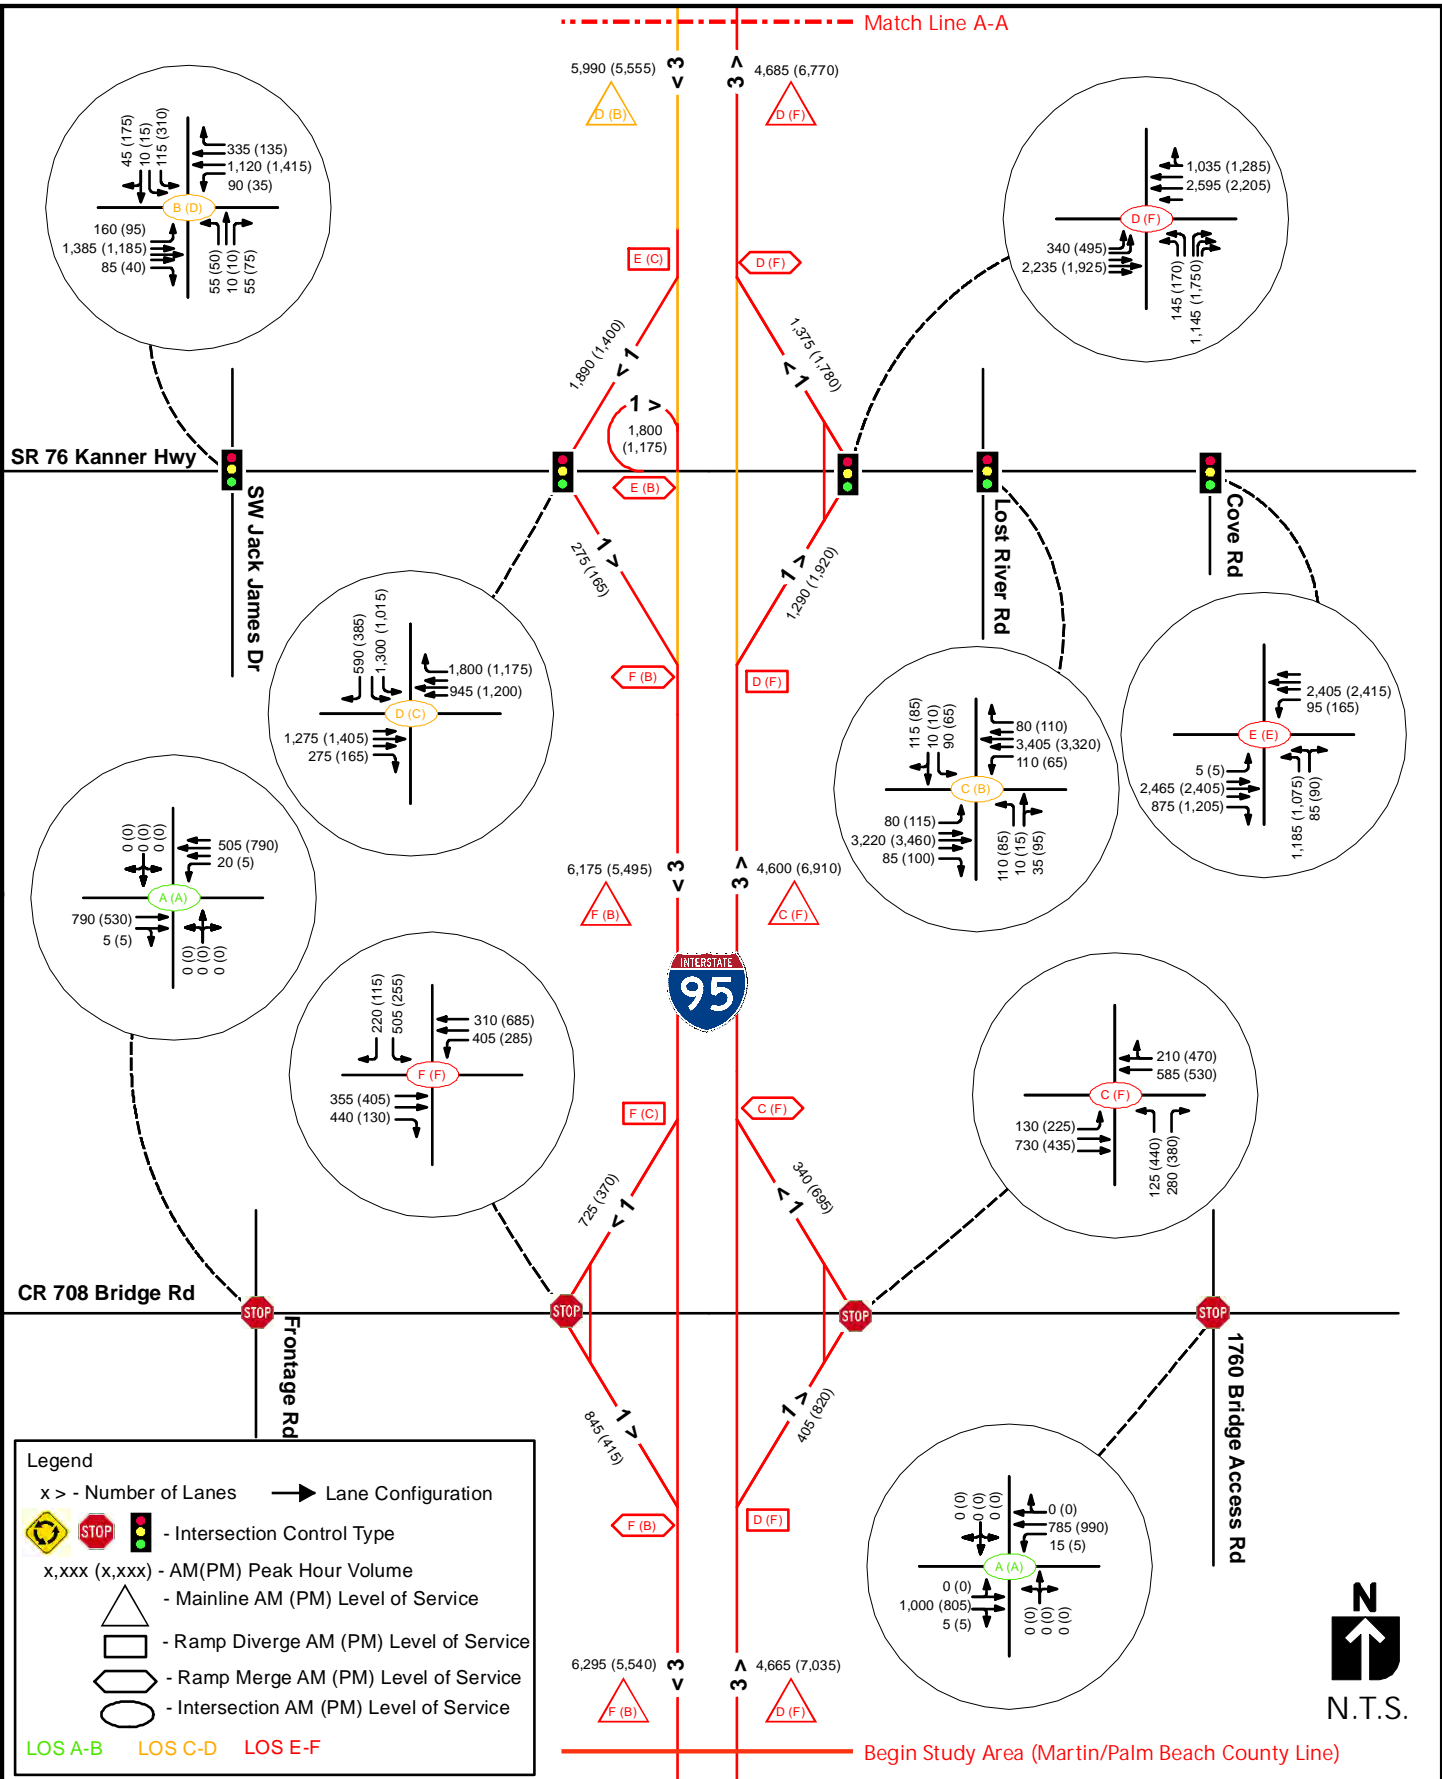 Match Line A-A
5,990 (5,555)
< 3
3 >
4,685 (6,770)
D (B)
D (F)
45 (175)
10 (15)
115 (310)
335 (135)
1,120 (1,415)
90 (35)
B (D)
160 (95)
1,385 (1,185)
85 (40)
55 (50)
10 (10)
55 (75)
1,035 (1,285)
2,595 (2,205)
D (F)
340 (495)
2,235 (1,925)
145 (170)
1,145 (1,750)
E (C)
D (F)
1,890 (1,400)
< 1
1,375 (1,780)
< 1
1 >
1,800
(1,175)
SR 76 Kanner Hwy
E (B)
SW Jack James Dr
Lost River Rd
Cove Rd
275 (165)
1 >
1 >
1,290 (1,920)
F (B)
D (F)
590 (385)
1,300 (1,015)
1,800 (1,175)
945 (1,200)
D (C)
1,275 (1,405)
275 (165)
115 (85)
10 (10)
90 (65)
80 (110)
3,405 (3,320)
110 (65)
C (B)
80 (115)
3,220 (3,460)
85 (100)
110 (85)
10 (15)
35 (95)
2,405 (2,415)
95 (165)
E (E)
5 (5)
2,465 (2,405)
875 (1,205)
1,185 (1,075)
85 (90)
0 (0)
0 (0)
0 (0)
505 (790)
20 (5)
A (A)
790 (530)
5 (5)
0 (0)
0 (0)
0 (0)
6,175 (5,495)
< 3
3 >
4,600 (6,910)
F (B)
C (F)
INTERSTATE
95
220 (115)
505 (255)
310 (685)
405 (285)
F (F)
355 (405)
440 (130)
210 (470)
585 (530)
C (F)
130 (225)
730 (435)
125 (440)
280 (380)
F (C)
C (F)
725 (370)
< 1
340 (695)
< 1
CR 708 Bridge Rd
STOP
STOP
STOP
STOP
Frontage Rd
1760 Bridge Access Rd
845 (415)
1 >
1 >
405 (820)
F (B)
D (F)
0 (0)
0 (0)
0 (0)
0 (0)
785 (990)
15 (5)
A (A)
0 (0)
1,000 (805)
5 (5)
0 (0)
0 (0)
0 (0)
Legend
x > - Number of Lanes
Lane Configuration
STOP
- Intersection Control Type
x,xxx (x,xxx) - AM(PM) Peak Hour Volume
- Mainline AM (PM) Level of Service
- Ramp Diverge AM (PM) Level of Service
- Ramp Merge AM (PM) Level of Service
- Intersection AM (PM) Level of Service
LOS A-B
LOS C-D
LOS E-F
6,295 (5,540)
< 3
3 >
4,665 (7,035)
F (B)
D (F)
Begin Study Area (Martin/Palm Beach County Line)
N
N.T.S.